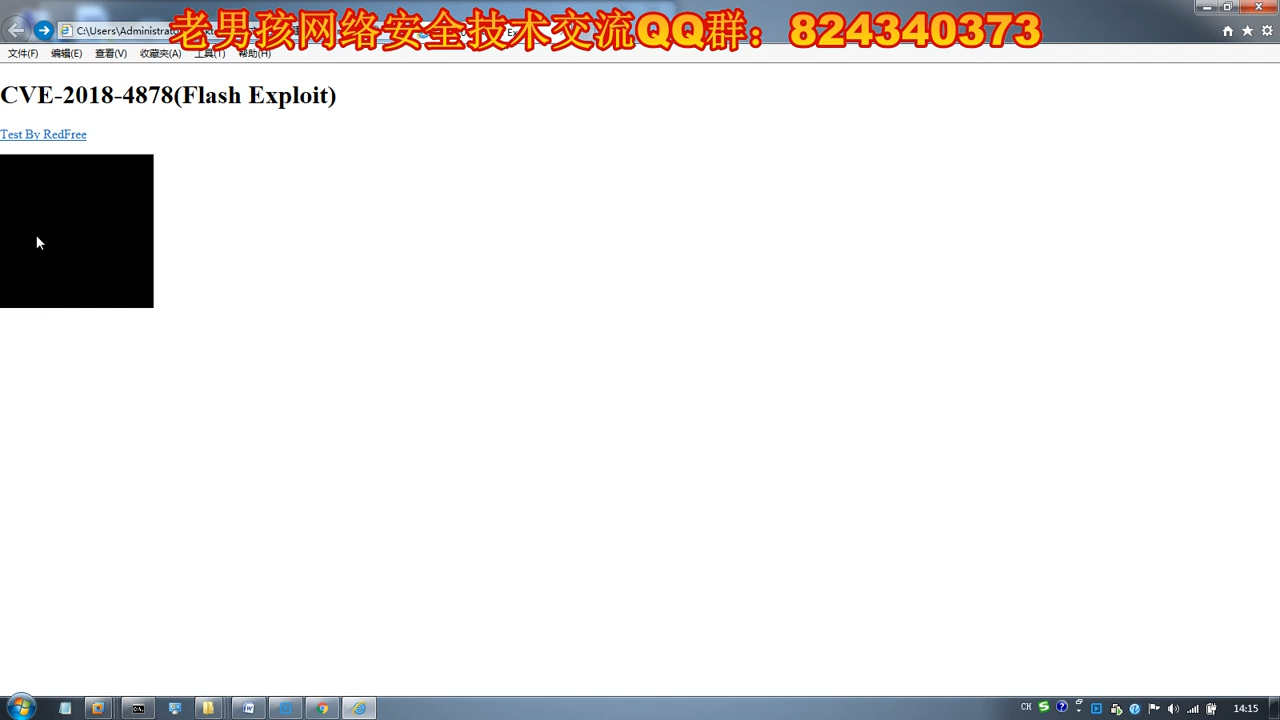 老男孩网络安全技术交流QQ群：824340373
C:\Users\Administrato
文件(F) 编辑(E) 查看(V) 收藏夹(A) 工具(T) 帮助(H)
CVE-2018-4878(Flash Exploit)
Test By RedFree
CH
14:15